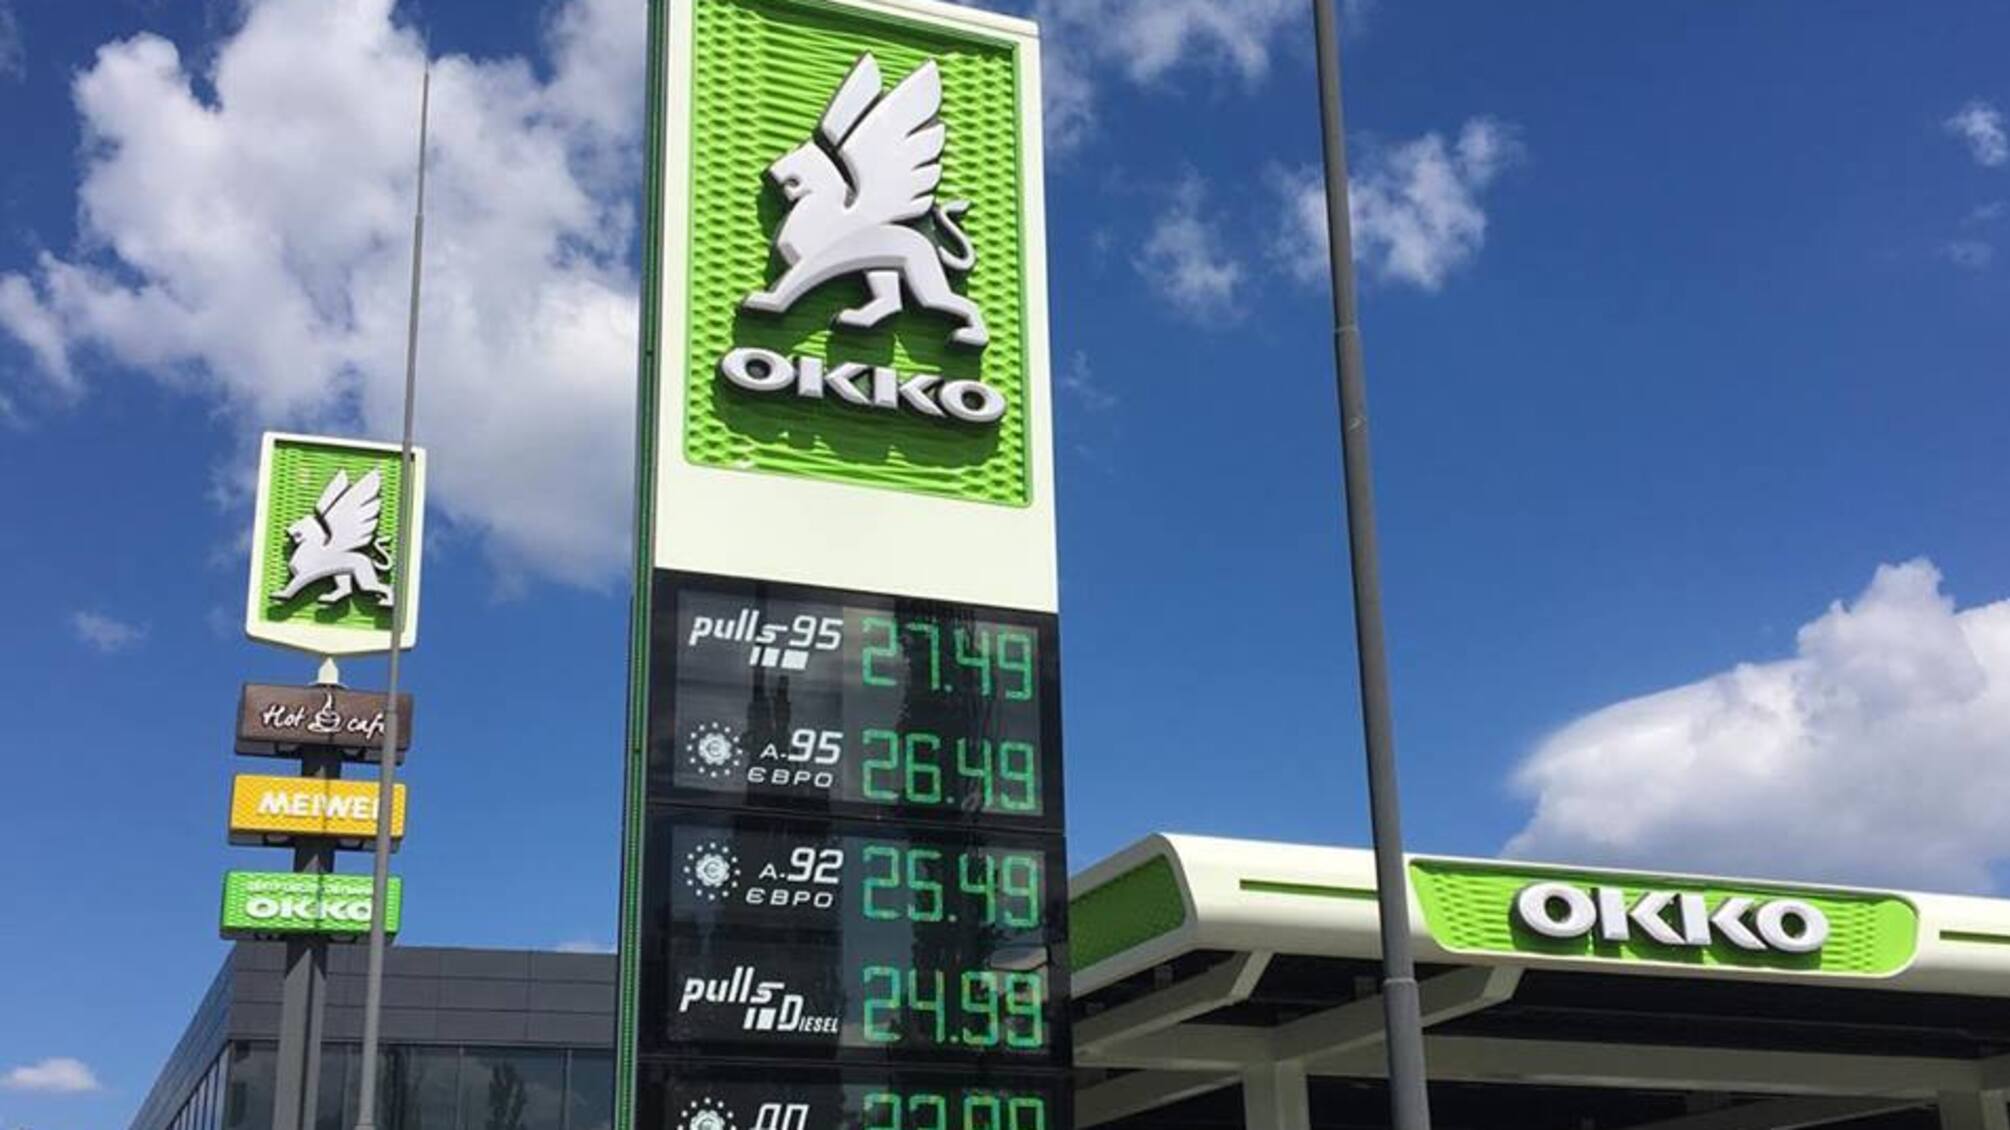 OKKO
pulls 95 27.49
А-95 26.49
ЄВРО
А-92 25.49
ЄВРО
pulls Diesel 24.99
Hot cafe
MEIWEI
OKKO
OKKO